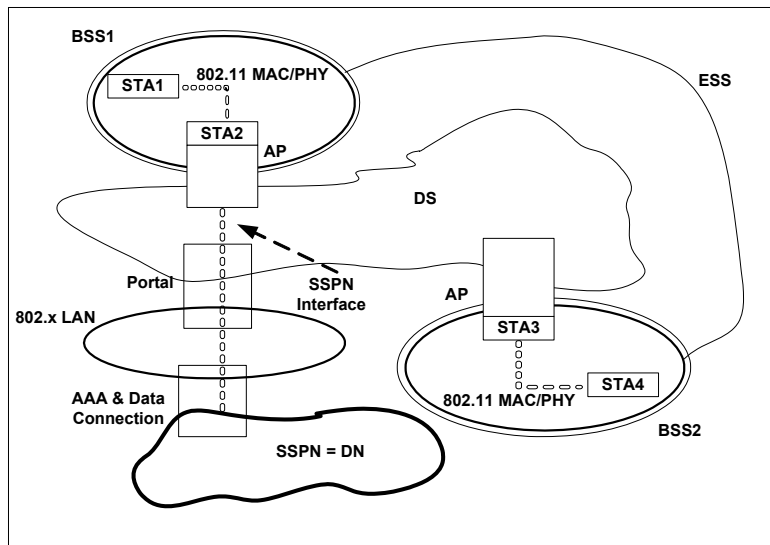 BSS1
802.11 MAC/PHY
STA1
ESS
STA2
AP
DS
Portal
SSPN
Interface
AP
802.x LAN
STA3
AAA & Data
Connection
STA4
802.11 MAC/PHY
BSS2
SSPN = DN